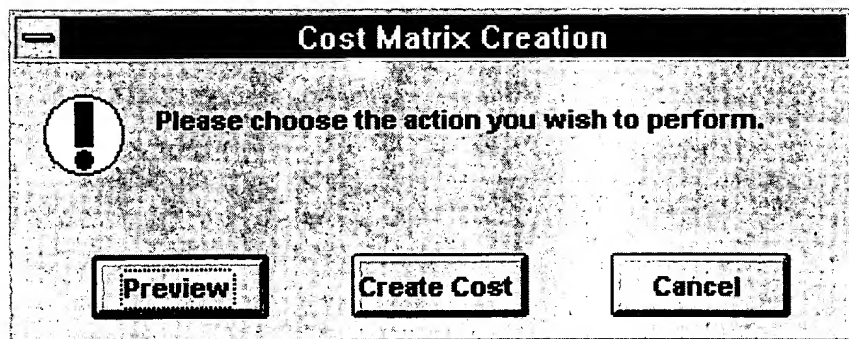 Cost Matrix Creation
Please choose the action you wish to perform.
Preview Create Cost Cancel